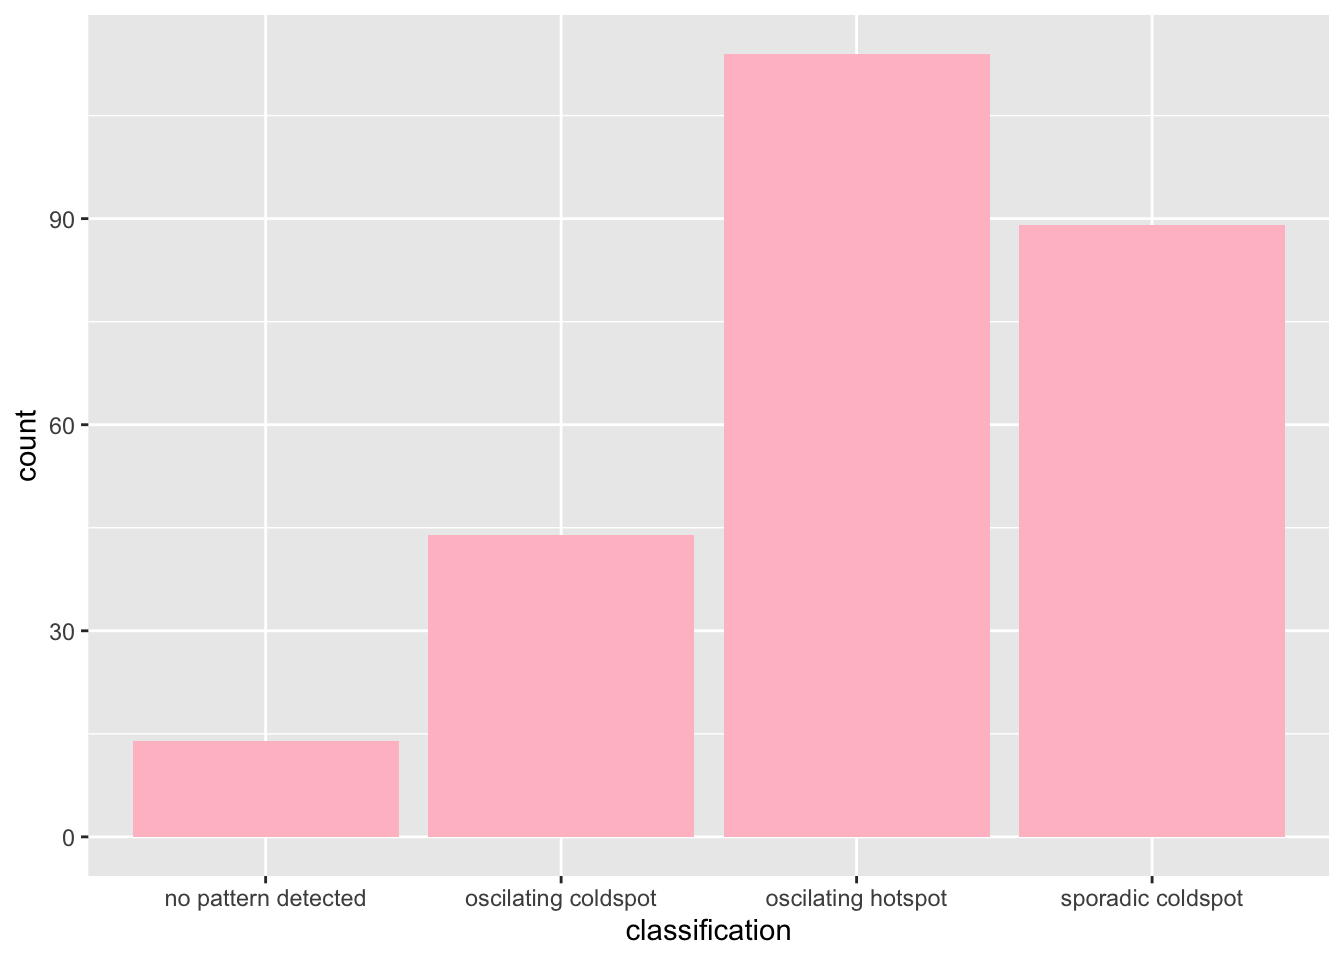 90
60
30
0
count
no pattern detected
oscilating coldspot
oscilating hotspot
sporadic coldspot
classification